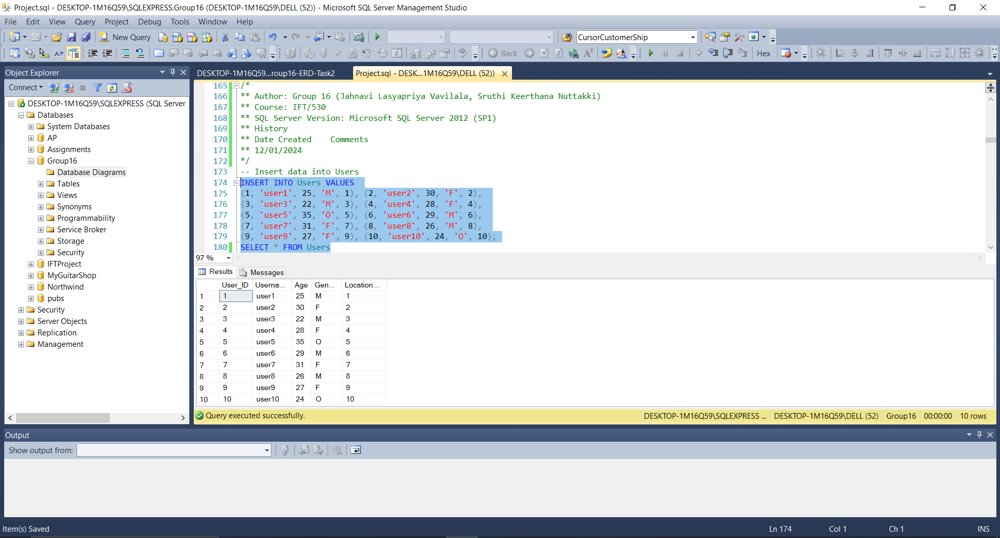 Project.sql - DESKTOP-1M16Q59\SQLEXPRESS.Group16 (DESKTOP-1M16Q59\DELL (52)) - Microsoft SQL Server Management Studio
File Edit View Query Project Debug Tools Window Help
New Query CursorCustomerShip
Back Hex
Object Explorer
Connect
DESKTOP-1M16Q59\SQLEXPRESS (SQL Server
Databases
System Databases
AP
Assignments
Group16
Database Diagrams
Tables
Views
Synonyms
Programmability
Service Broker
Storage
Security
IFTProject
MyGuitarShop
Northwind
pubs
Security
Server Objects
Replication
Management
DESKTOP-1M16Q59...roup16-ERD-Task2 Project.sql - DESK...1M16Q59\DELL (52))
165 /*
166 ** Author: Group 16 (Jahnavi Lasyapriya Vavilala, Sruthi Keerthana Nuttakki)
167 ** Course: IFT/530
168 ** SQL Server Version: Microsoft SQL Server 2012 (SP1)
169 ** History
170 ** Date Created    Comments
171 ** 12/01/2024
172 */
173 -- Insert data into Users
174 INSERT INTO Users VALUES
175 (1, 'user1', 25, 'M', 1), (2, 'user2', 30, 'F', 2),
176 (3, 'user3', 22, 'M', 3), (4, 'user4', 28, 'F', 4),
177 (5, 'user5', 35, 'O', 5), (6, 'user6', 29, 'M', 6),
178 (7, 'user7', 31, 'F', 7), (8, 'user8', 26, 'M', 8),
179 (9, 'user9', 27, 'F', 9), (10, 'user10', 24, 'O', 10);
180 SELECT * FROM Users
97 %
Results Messages
User_ID Userna... Age Gen... Location...
1 1 user1 25 M 1
2 2 user2 30 F 2
3 3 user3 22 M 3
4 4 user4 28 F 4
5 5 user5 35 O 5
6 6 user6 29 M 6
7 7 user7 31 F 7
8 8 user8 26 M 8
9 9 user9 27 F 9
10 10 user10 24 O 10
Query executed successfully. DESKTOP-1M16Q59\SQLEXPRESS ... DESKTOP-1M16Q59\DELL (52) Group16 00:00:00 10 rows
Output
Show output from:
Item(s) Saved Ln 174 Col 1 Ch 1 INS